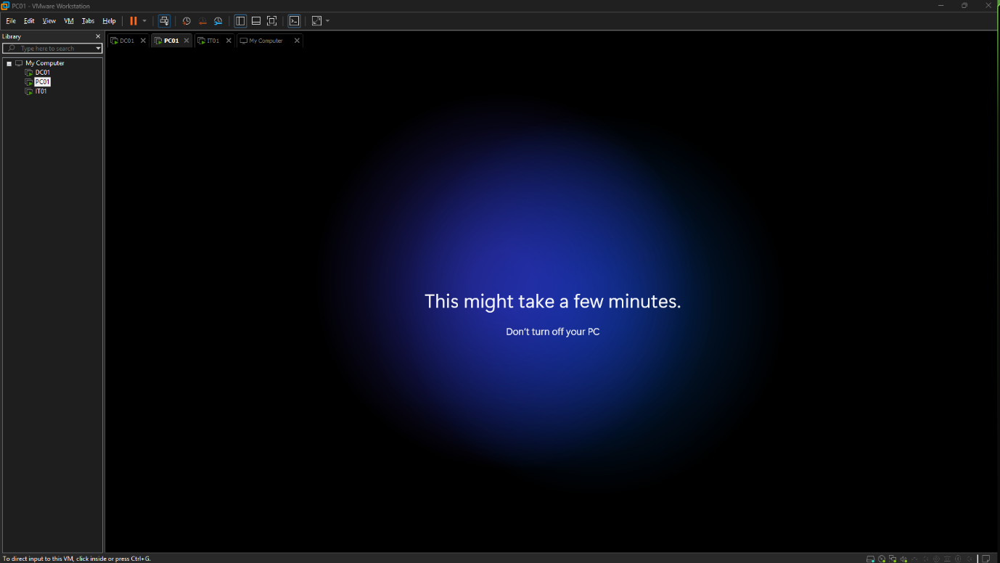 PC01 - VMware Workstation
File Edit View VM Tabs Help
Library
Type here to search
My Computer
DC01
PC01
IT01
DC01 PC01 IT01 My Computer
This might take a few minutes.
Don't turn off your PC
To direct input to this VM, click inside or press Ctrl+G.